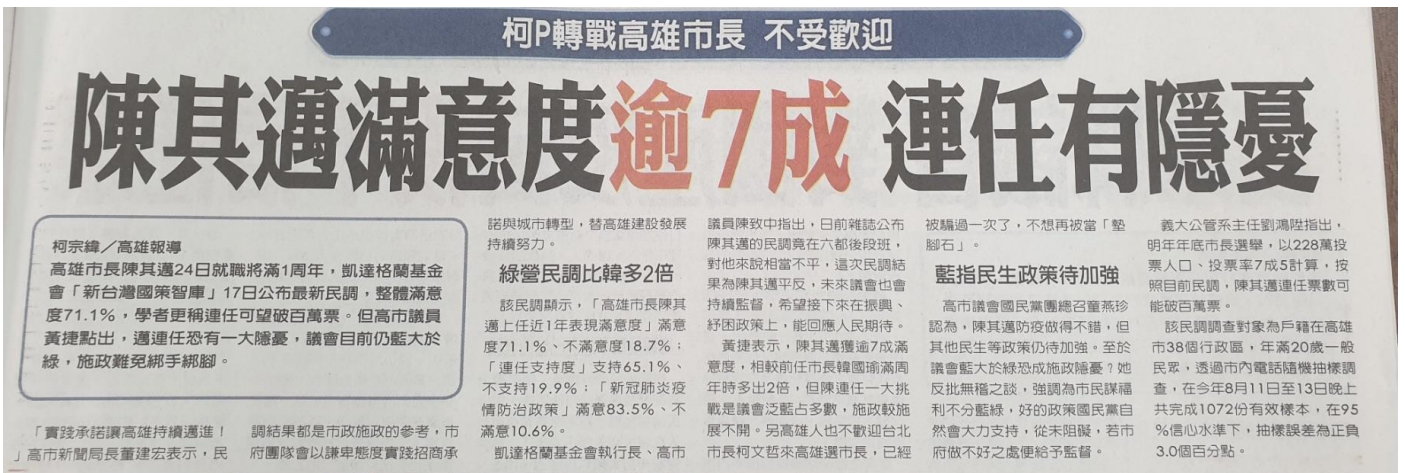 柯P轉戰高雄市長 不受歡迎
陳其邁滿意度逾7成 連任有隱憂
柯宗緯／高雄報導
高雄市長陳其邁24日就職將滿1周年，凱達格蘭基金
會「新台灣國策智庫」17日公布最新民調，整體滿意
度71.1%，學者更稱連任可望破百萬票。但高市議員
黃捷點出，邁連任恐有一大隱憂，議會目前仍藍大於
綠，施政難免綁手綁腳。
「實踐承諾讓高雄持續邁進！
」高市新聞局長董建宏表示，民
調結果都是市政施政的參考，市
府團隊會以謙卑態度實踐招商承
諾與城市轉型，替高雄建設發展
持續努力。
綠營民調比韓多2倍
該民調顯示，「高雄市長陳其
邁上任近1年表現滿意度」滿意
度71.1%、不滿意度18.7%；
「連任支持度」支持65.1%、
不支持19.9%；「新冠肺炎疫
情防治政策」滿意83.5%、不
滿意10.6%。
凱達格蘭基金會執行長、高市
議員陳致中指出，日前雜誌公布
陳其邁的民調竟在六都後段班，
對他來說相當不平，這次民調結
果為陳其邁平反，未來議會也會
持續監督，希望接下來在振興、
紓困政策上，能回應人民期待。
黃捷表示，陳其邁獲逾7成滿
意度，相較前任市長韓國瑜滿周
年時多出2倍，但陳連任一大挑
戰是議會泛藍占多數，施政較施
展不開。另高雄人也不歡迎台北
市長柯文哲來高雄選市長，已經
被騙過一次了，不想再被當「墊
腳石」。
藍指民生政策待加強
高市議會國民黨團總召童燕珍
認為，陳其邁防疫做得不錯，但
其他民生等政策仍待加強。至於
議會藍大於綠恐成施政隱憂？她
反批無稽之談，強調為市民謀福
利不分藍綠，好的政策國民黨自
然會大力支持，從未阻礙，若市
府做不好之處便給予監督。
義大公管系主任劉鴻陞指出，
明年年底市長選舉，以228萬投
票人口、投票率7成5計算，按
照目前民調，陳其邁連任票數可
能破百萬票。
該民調調查對象為戶籍在高雄
市38個行政區，年滿20歲一般
民眾，透過市內電話隨機抽樣調
查，在今年8月11日至13日晚上
共完成1072份有效樣本，在95
%信心水準下，抽樣誤差為正負
3.0個百分點。